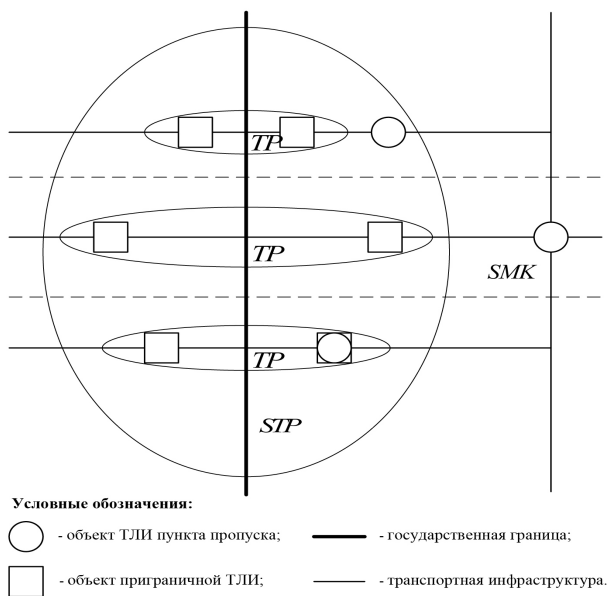 TP
TP
SMK
TP
STP
Условные обозначения:
- объект ТЛИ пункта пропуска;
- государственная граница;
- объект приграничной ТЛИ;
- транспортная инфраструктура.